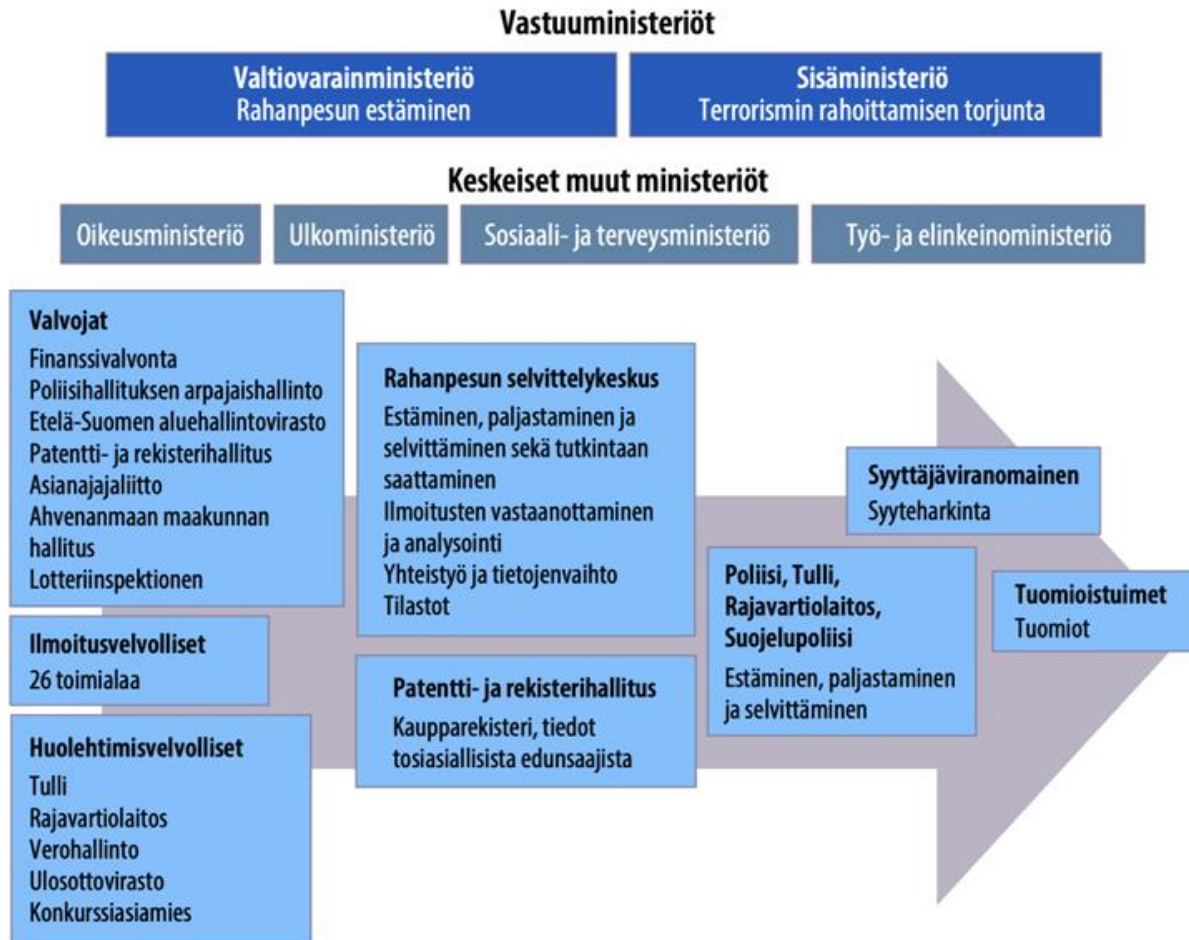 Vastuuministeriöt
Valtiovarainministeriö
Rahanpesun estäminen
Sisäministeriö
Terrorismin rahoittamisen torjunta
Keskeiset muut ministeriöt
Oikeusministeriö
Ulkoministeriö
Sosiaali- ja terveysministeriö
Työ- ja elinkeinoministeriö
Valvojat
Finanssivalvonta
Poliisihallituksen arpajaishallinto
Etelä-Suomen aluehallintovirasto
Patentti- ja rekisterihallitus
Asianajajaliitto
Ahvenanmaan maakunnan
hallitus
Lotteriinspektionen
Ilmoitusvelvolliset
26 toimialaa
Huolehtimisvelvolliset
Tulli
Rajavartiolaitos
Verohallinto
Ulosottovirasto
Konkurssiasiamies
Rahanpesun selvittelykeskus
Estäminen, paljastaminen ja
selvittäminen sekä tutkintaan
saattaminen
Ilmoitusten vastaanottaminen
ja analysointi
Yhteistyö ja tietojenvaihto
Tilastot
Patentti- ja rekisterihallitus
Kaupparekisteri, tiedot
tosiasiallisista edunsaajista
Poliisi, Tulli,
Rajavartiolaitos,
Suojelupoliisi
Estäminen, paljastaminen
ja selvittäminen
Syyttäjäviranomainen
Syyteharkinta
Tuomioistuimet
Tuomiot